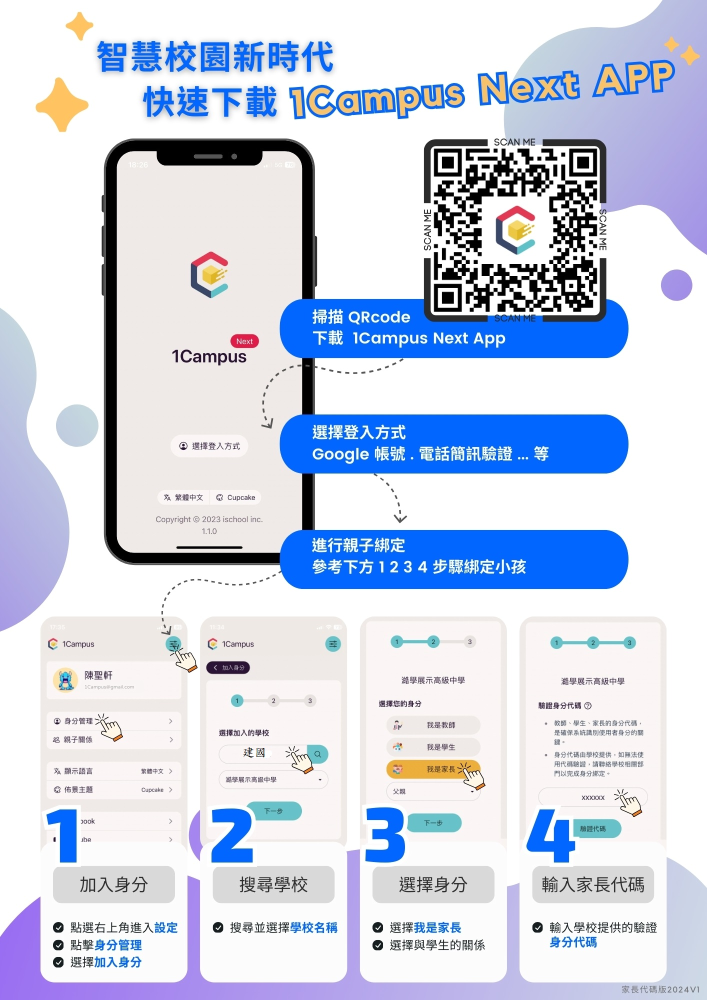 智慧校園新時代
快速下載 1Campus Next APP
SCAN ME
SCAN ME
SCAN ME
SCAN ME
18:26
5G
Next
1Campus
選擇登入方式
繁體中文
Cupcake
Copyright © 2023 ischool inc.
1.1.0
掃描 QRcode
下載 1Campus Next App
選擇登入方式
Google 帳號 . 電話簡訊驗證 ... 等
進行親子綁定
參考下方 1 2 3 4 步驟綁定小孩
17:35
1Campus
陳聖軒
1Campus@gmail.com
身分管理
親子關係
顯示語言 繁體中文
佈景主題 Cupcake
book
ube
1
加入身分
點選右上角進入設定
點擊身分管理
選擇加入身分
11:34
1Campus
加入身分
1 2 3
選擇加入的學校
建國
澔學展示高級中學
下一步
2
搜尋學校
搜尋並選擇學校名稱
1 2 3
澔學展示高級中學
選擇您的身分
我是教師
我是學生
我是家長
父親
下一步
3
選擇身分
選擇我是家長
選擇與學生的關係
1 2 3
澔學展示高級中學
驗證身分代碼 ?
教師、學生、家長的身分代碼，
是確保系統識別使用者身分的關
鍵。
身分代碼由學校提供，如無法使
用代碼驗證，請聯絡學校相關部
門以完成身分綁定。
xxxxxx
驗證代碼
4
輸入家長代碼
輸入學校提供的驗證
身分代碼
家長代碼版2024V1